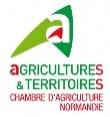 aGRICULTURES
& TERRITOIRES
CHAMBRE D'AGRICULTURE
NORMANDIE